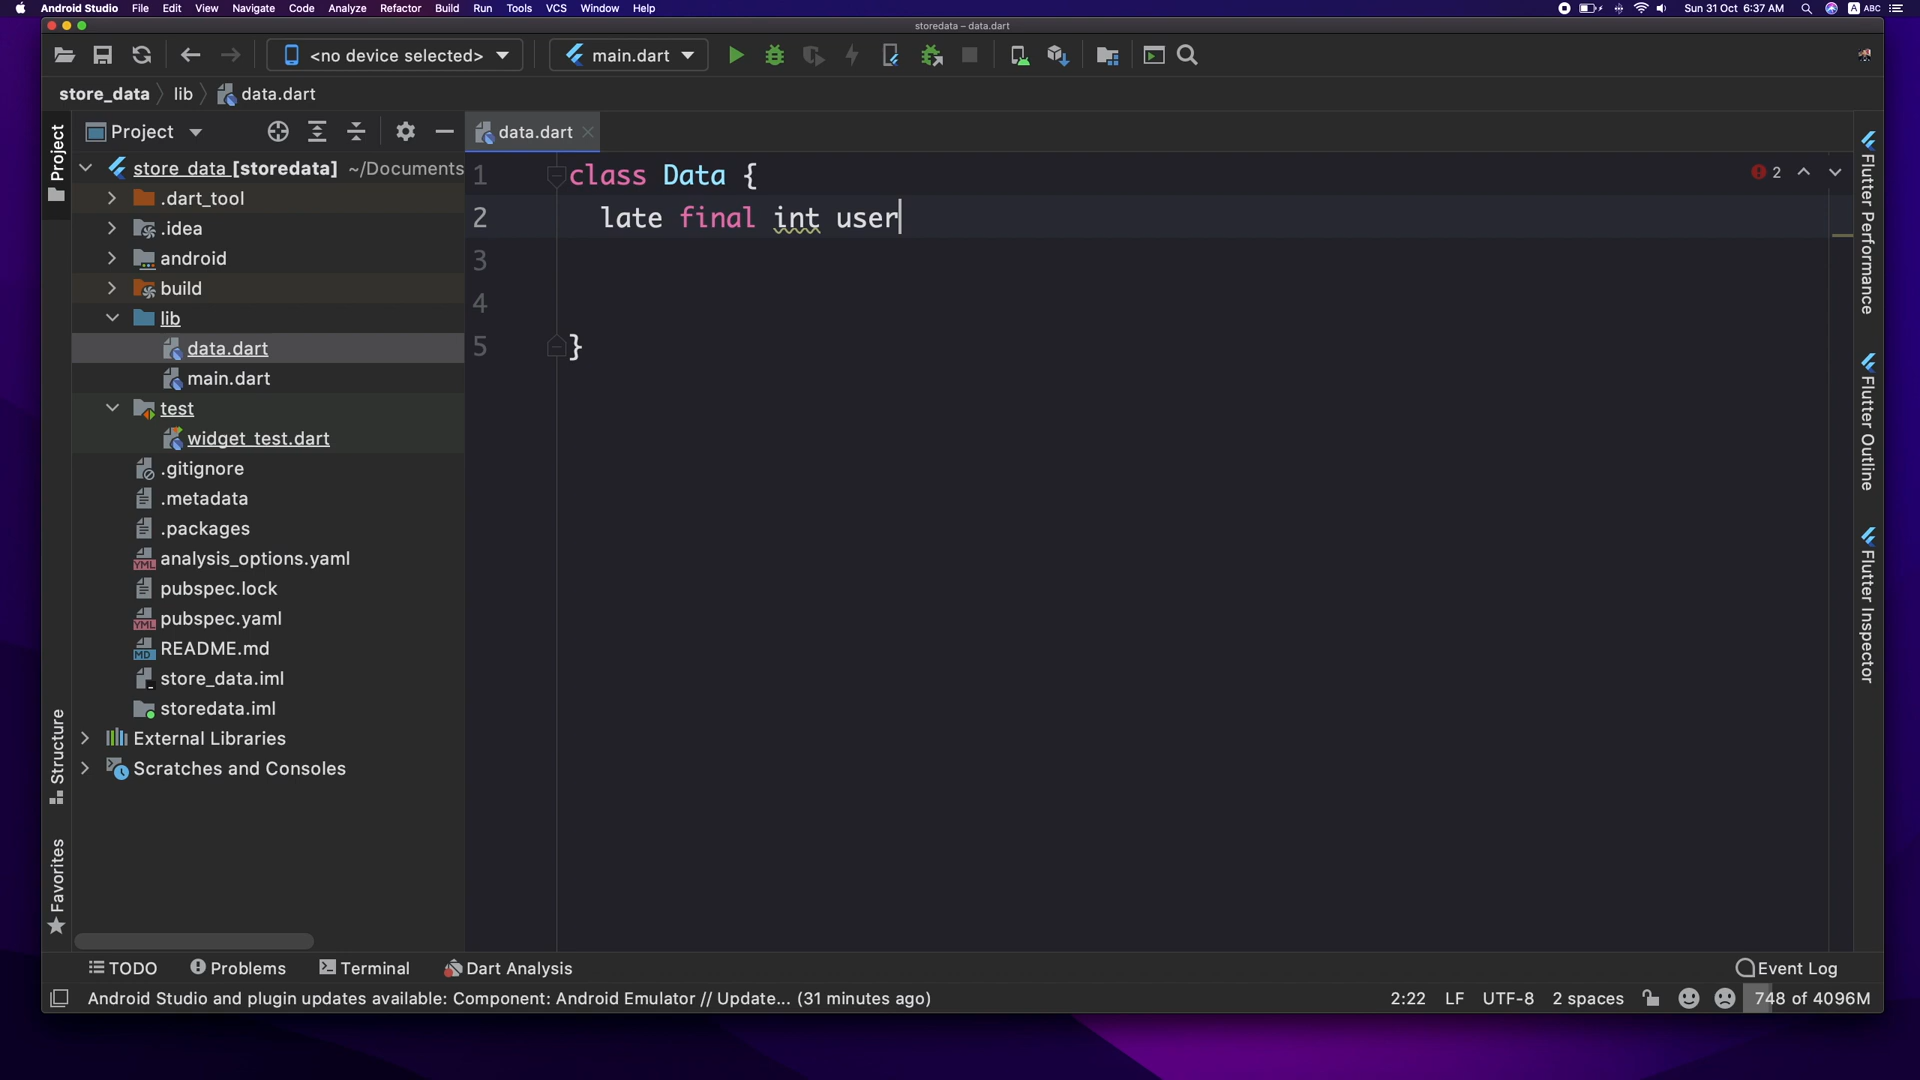 Android Studio File Edit View Navigate Code Analyze Refactor Build Run Tools VCS Window Help
Sun 31 Oct 6:37 AM A ABC
storedata – data.dart
<no device selected> main.dart
store_data lib data.dart
Project
Project
data.dart
store_data [storedata] ~/Documents
.dart_tool
.idea
android
build
lib
data.dart
main.dart
test
widget_test.dart
.gitignore
.metadata
.packages
YML analysis_options.yaml
pubspec.lock
YML pubspec.yaml
MD README.md
store_data.iml
storedata.iml
External Libraries
Scratches and Consoles
Structure
Favorites
1 class Data {
2 late final int user
3
4
5 }
2
Flutter Performance
Flutter Outline
Flutter Inspector
TODO Problems Terminal Dart Analysis Event Log
Android Studio and plugin updates available: Component: Android Emulator // Update... (31 minutes ago) 2:22 LF UTF-8 2 spaces 748 of 4096M